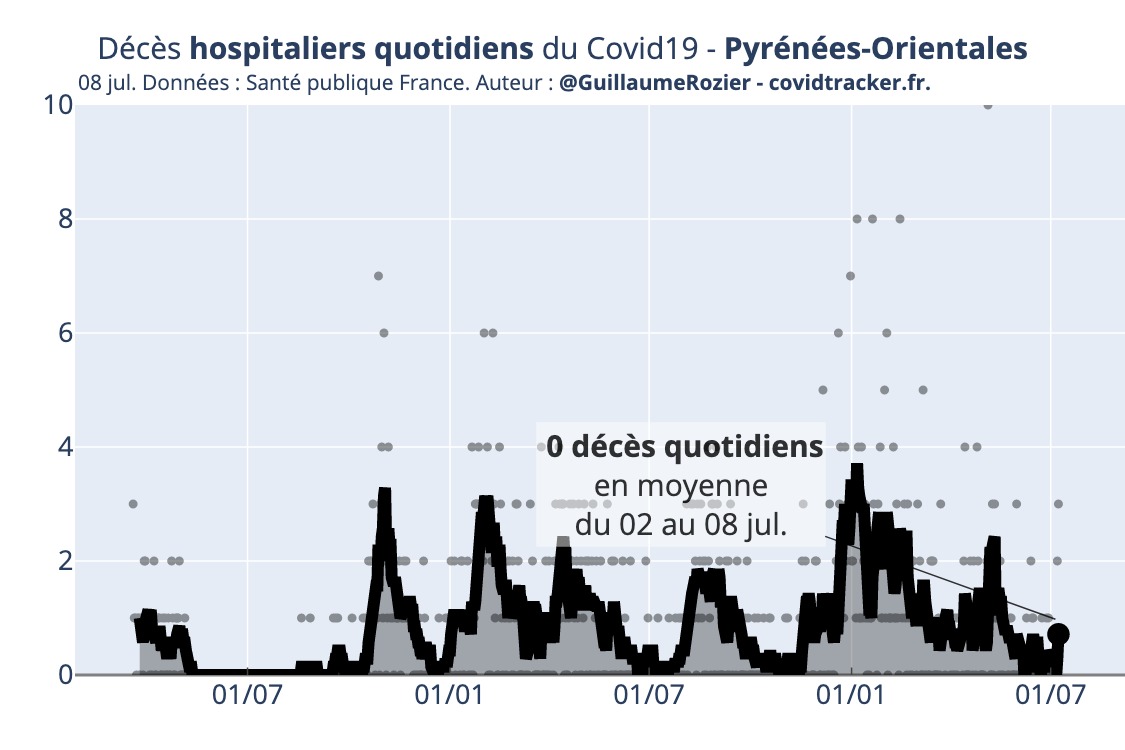 Décès hospitaliers quotidiens du Covid19 - Pyrénées-Orientales
08 jul. Données : Santé publique France. Auteur : @GuillaumeRozier - covidtracker.fr.
10
8
6
4
2
0
0 décès quotidiens
en moyenne
du 02 au 08 jul.
01/07 01/01 01/07 01/01 01/07